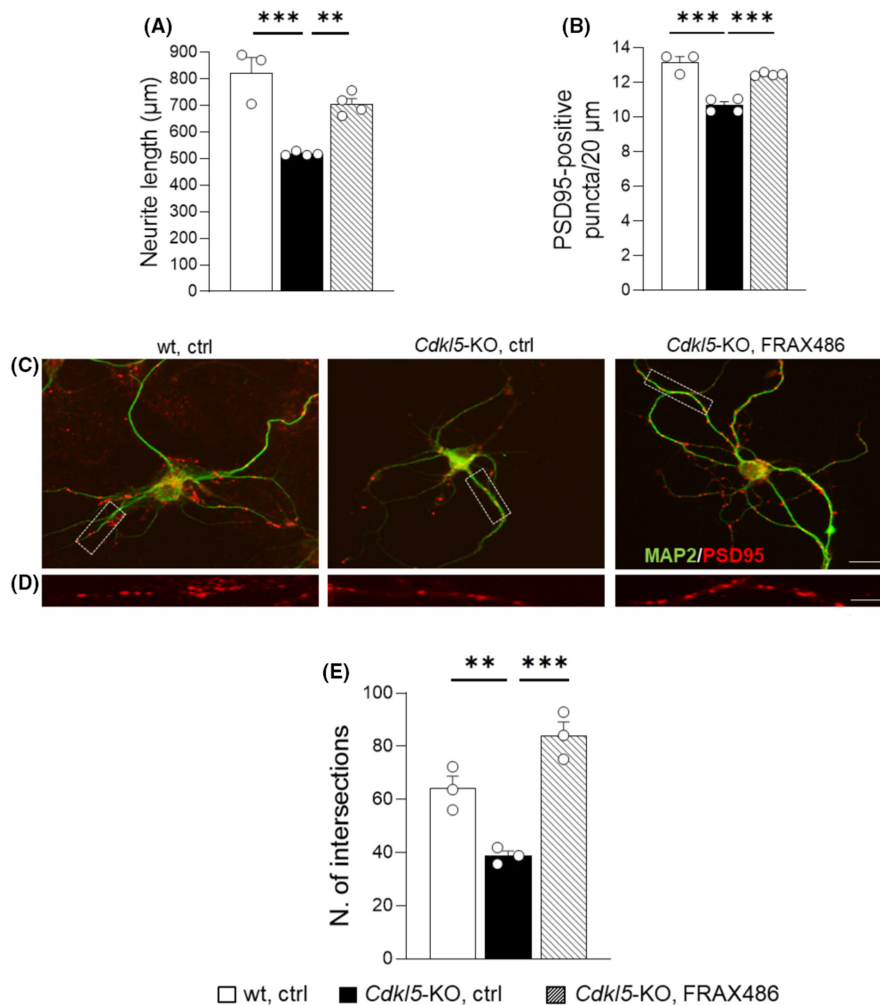 (A)
*** **
Neurite length (µm)
900
800
700
600
500
400
300
200
100
0
(B)
*** ***
PSD95-positive
puncta/20 µm
14
12
10
8
6
4
2
0
wt, ctrl
Cdkl5-KO, ctrl
Cdkl5-KO, FRAX486
(C)
MAP2/PSD95
(D)
(E)
** ***
N. of intersections
100
80
60
40
20
0
wt, ctrl
Cdkl5-KO, ctrl
Cdkl5-KO, FRAX486